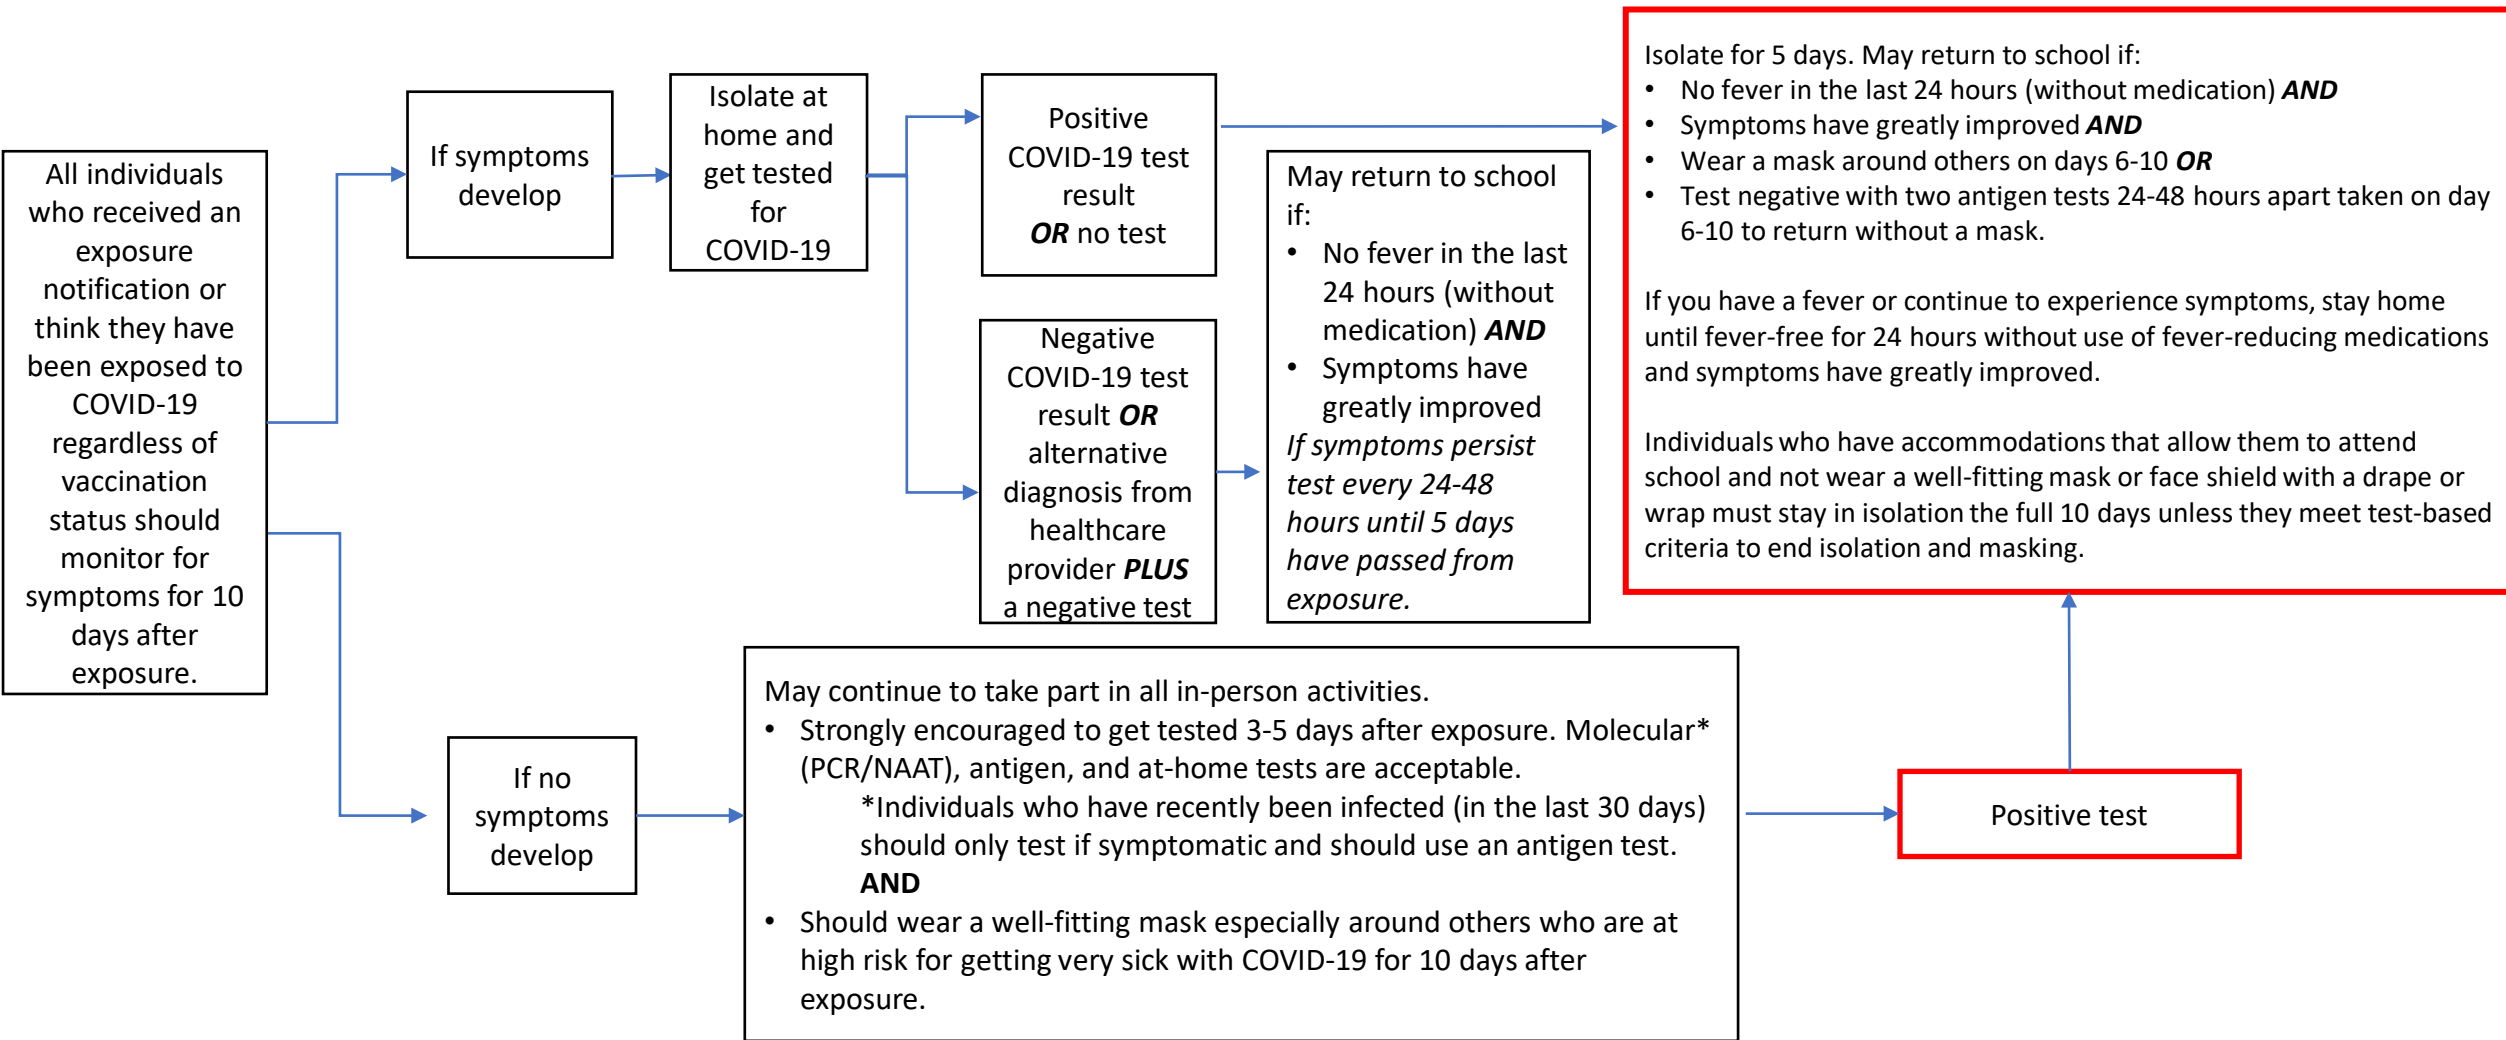 All individuals
who received an
exposure
notification or
think they have
been exposed to
COVID-19
regardless of
vaccination
status should
monitor for
symptoms for 10
days after
exposure.
If symptoms
develop
Isolate at
home and
get tested
for
COVID-19
Positive
COVID-19 test
result
OR no test
Negative
COVID-19 test
result OR
alternative
diagnosis from
healthcare
provider PLUS
a negative test
May return to school
if:
• No fever in the last
24 hours (without
medication) AND
• Symptoms have
greatly improved
If symptoms persist
test every 24-48
hours until 5 days
have passed from
exposure.
Isolate for 5 days. May return to school if:
• No fever in the last 24 hours (without medication) AND
• Symptoms have greatly improved AND
• Wear a mask around others on days 6-10 OR
• Test negative with two antigen tests 24-48 hours apart taken on day
6-10 to return without a mask.
If you have a fever or continue to experience symptoms, stay home
until fever-free for 24 hours without use of fever-reducing medications
and symptoms have greatly improved.
Individuals who have accommodations that allow them to attend
school and not wear a well-fitting mask or face shield with a drape or
wrap must stay in isolation the full 10 days unless they meet test-based
criteria to end isolation and masking.
If no
symptoms
develop
May continue to take part in all in-person activities.
• Strongly encouraged to get tested 3-5 days after exposure. Molecular*
(PCR/NAAT), antigen, and at-home tests are acceptable.
*Individuals who have recently been infected (in the last 30 days)
should only test if symptomatic and should use an antigen test.
AND
• Should wear a well-fitting mask especially around others who are at
high risk for getting very sick with COVID-19 for 10 days after
exposure.
Positive test